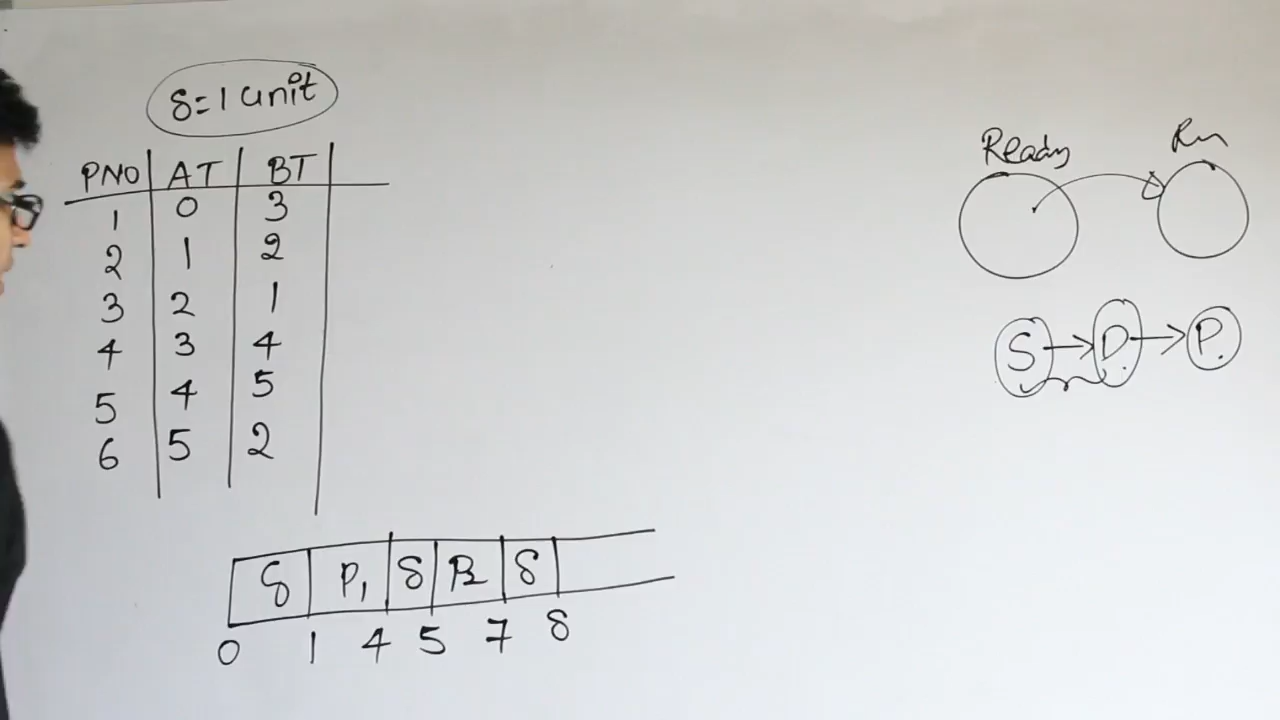 δ=1 unit
PNO AT BT
1 0 3
2 1 2
3 2 1
4 3 4
5 4 5
6 5 2
Ready Run
S → D → P.
δ P₁ δ P₂ δ
0 1 4 5 7 8